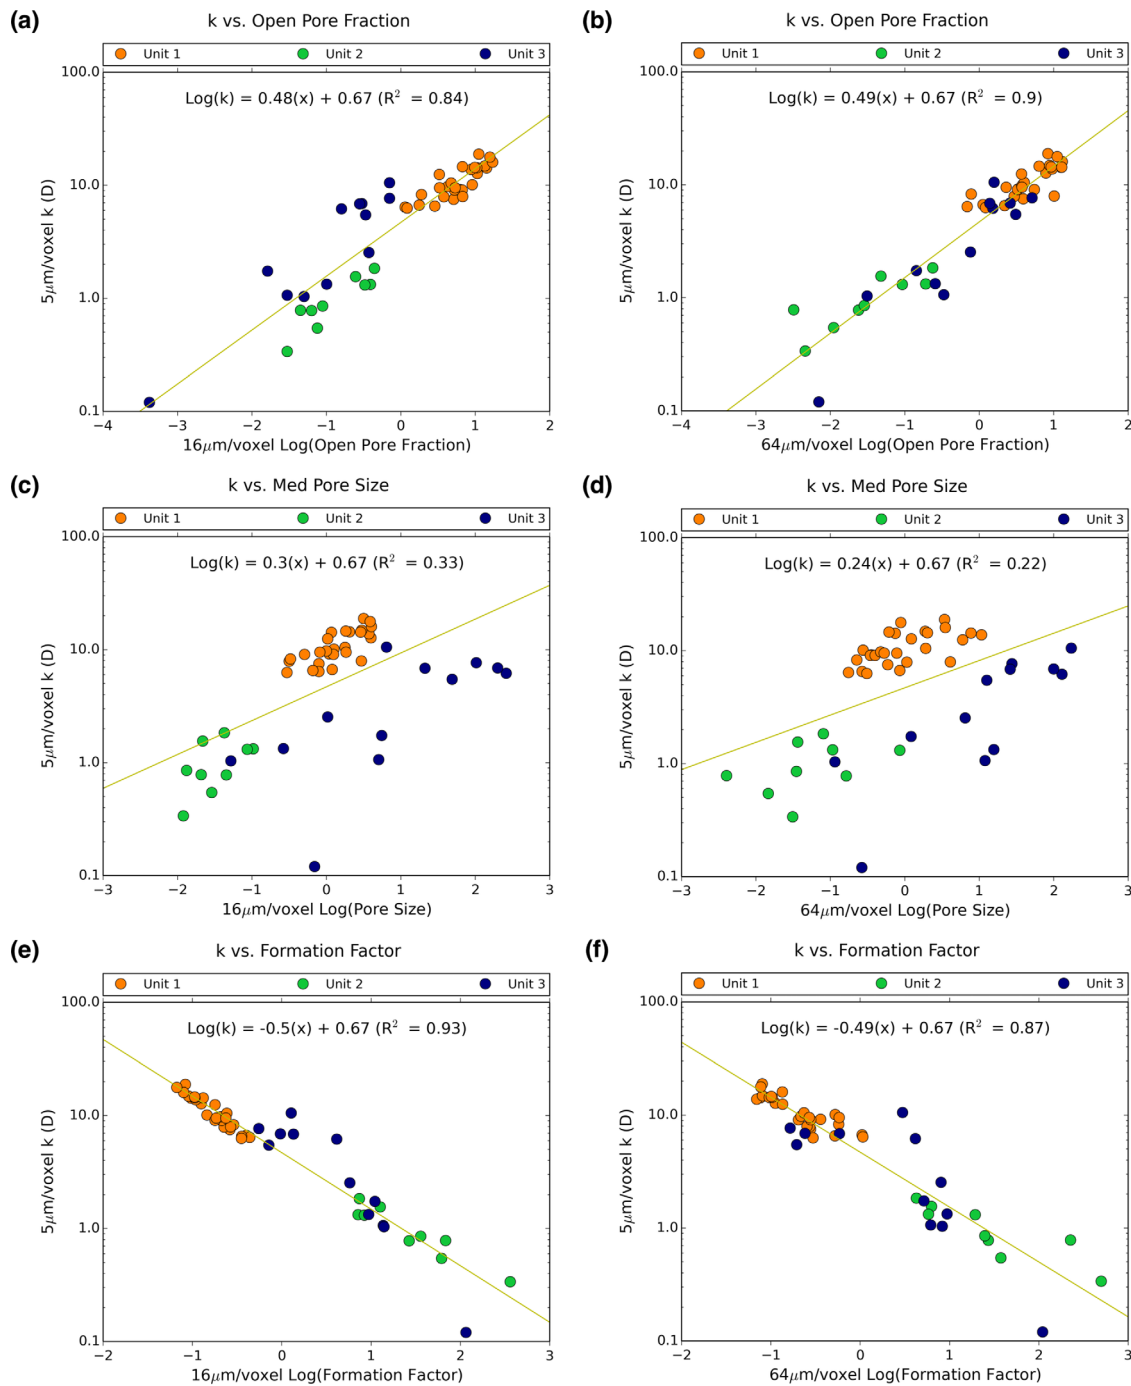 (a)
k vs. Open Pore Fraction
Unit 1 Unit 2 Unit 3
Log(k) = 0.48(x) + 0.67 (R² = 0.84)
100.0
10.0
1.0
0.1
5μm/voxel k (D)
−4 −3 −2 −1 0 1 2
16μm/voxel Log(Open Pore Fraction)
(b)
k vs. Open Pore Fraction
Unit 1 Unit 2 Unit 3
Log(k) = 0.49(x) + 0.67 (R² = 0.9)
100.0
10.0
1.0
0.1
5μm/voxel k (D)
−4 −3 −2 −1 0 1 2
64μm/voxel Log(Open Pore Fraction)
(c)
k vs. Med Pore Size
Unit 1 Unit 2 Unit 3
Log(k) = 0.3(x) + 0.67 (R² = 0.33)
100.0
10.0
1.0
0.1
5μm/voxel k (D)
−3 −2 −1 0 1 2 3
16μm/voxel Log(Pore Size)
(d)
k vs. Med Pore Size
Unit 1 Unit 2 Unit 3
Log(k) = 0.24(x) + 0.67 (R² = 0.22)
100.0
10.0
1.0
0.1
5μm/voxel k (D)
−3 −2 −1 0 1 2 3
64μm/voxel Log(Pore Size)
(e)
k vs. Formation Factor
Unit 1 Unit 2 Unit 3
Log(k) = -0.5(x) + 0.67 (R² = 0.93)
100.0
10.0
1.0
0.1
5μm/voxel k (D)
−2 −1 0 1 2 3
16μm/voxel Log(Formation Factor)
(f)
k vs. Formation Factor
Unit 1 Unit 2 Unit 3
Log(k) = -0.49(x) + 0.67 (R² = 0.87)
100.0
10.0
1.0
0.1
5μm/voxel k (D)
−2 −1 0 1 2 3
64μm/voxel Log(Formation Factor)